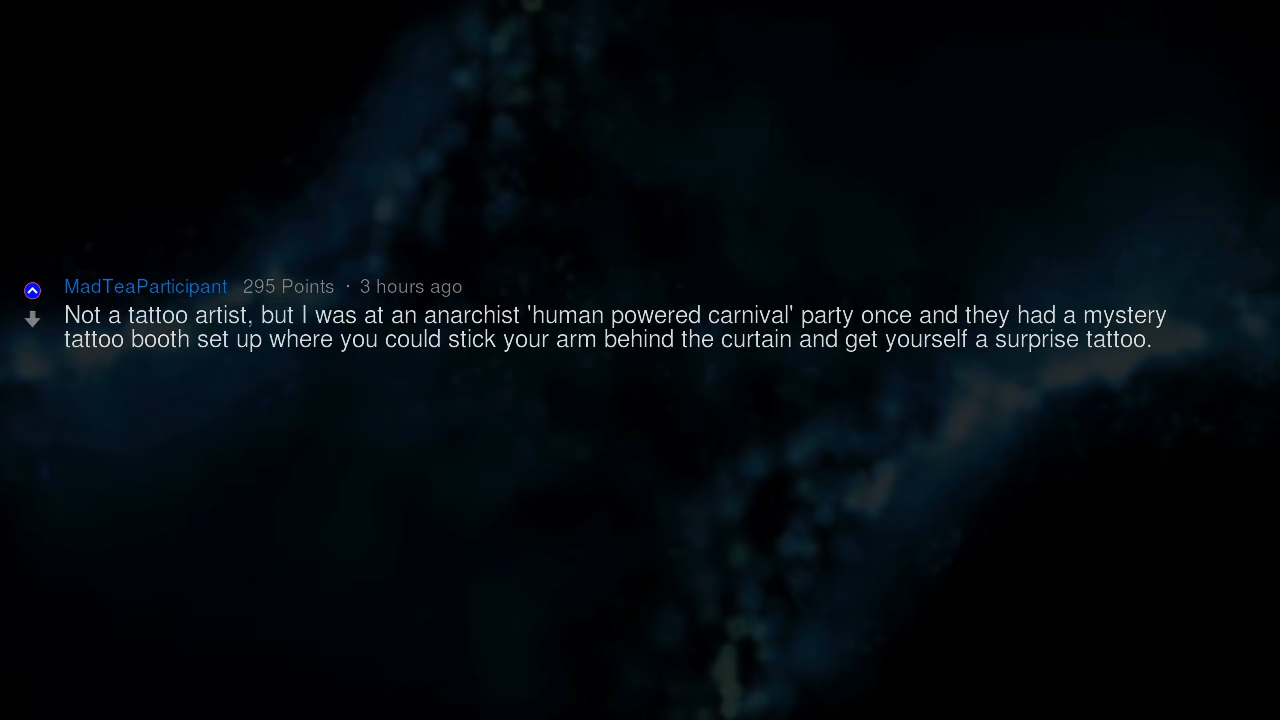 MadTeaParticipant 295 Points · 3 hours ago
Not a tattoo artist, but I was at an anarchist 'human powered carnival' party once and they had a mystery
tattoo booth set up where you could stick your arm behind the curtain and get yourself a surprise tattoo.